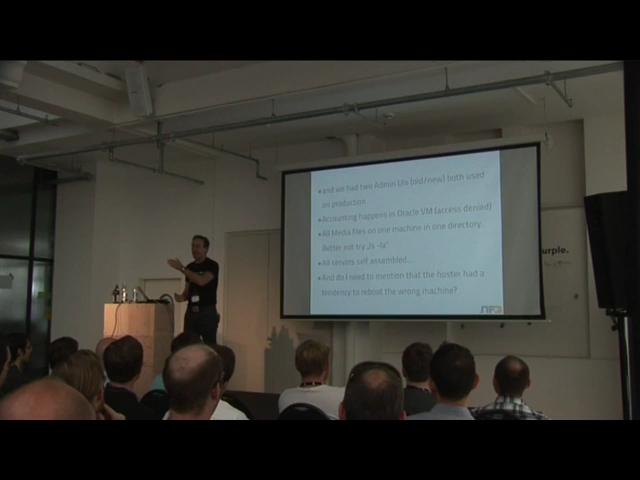 and we had two Admin UIs (old/new) both used
on production
Accounting happens in Oracle VM (access denied)
All Media files on one machine in one directory.
Better not try „ls -la“
All servers self assembled...
And do I need to mention that the hoster had a
tendency to reboot the wrong machine?
urple.